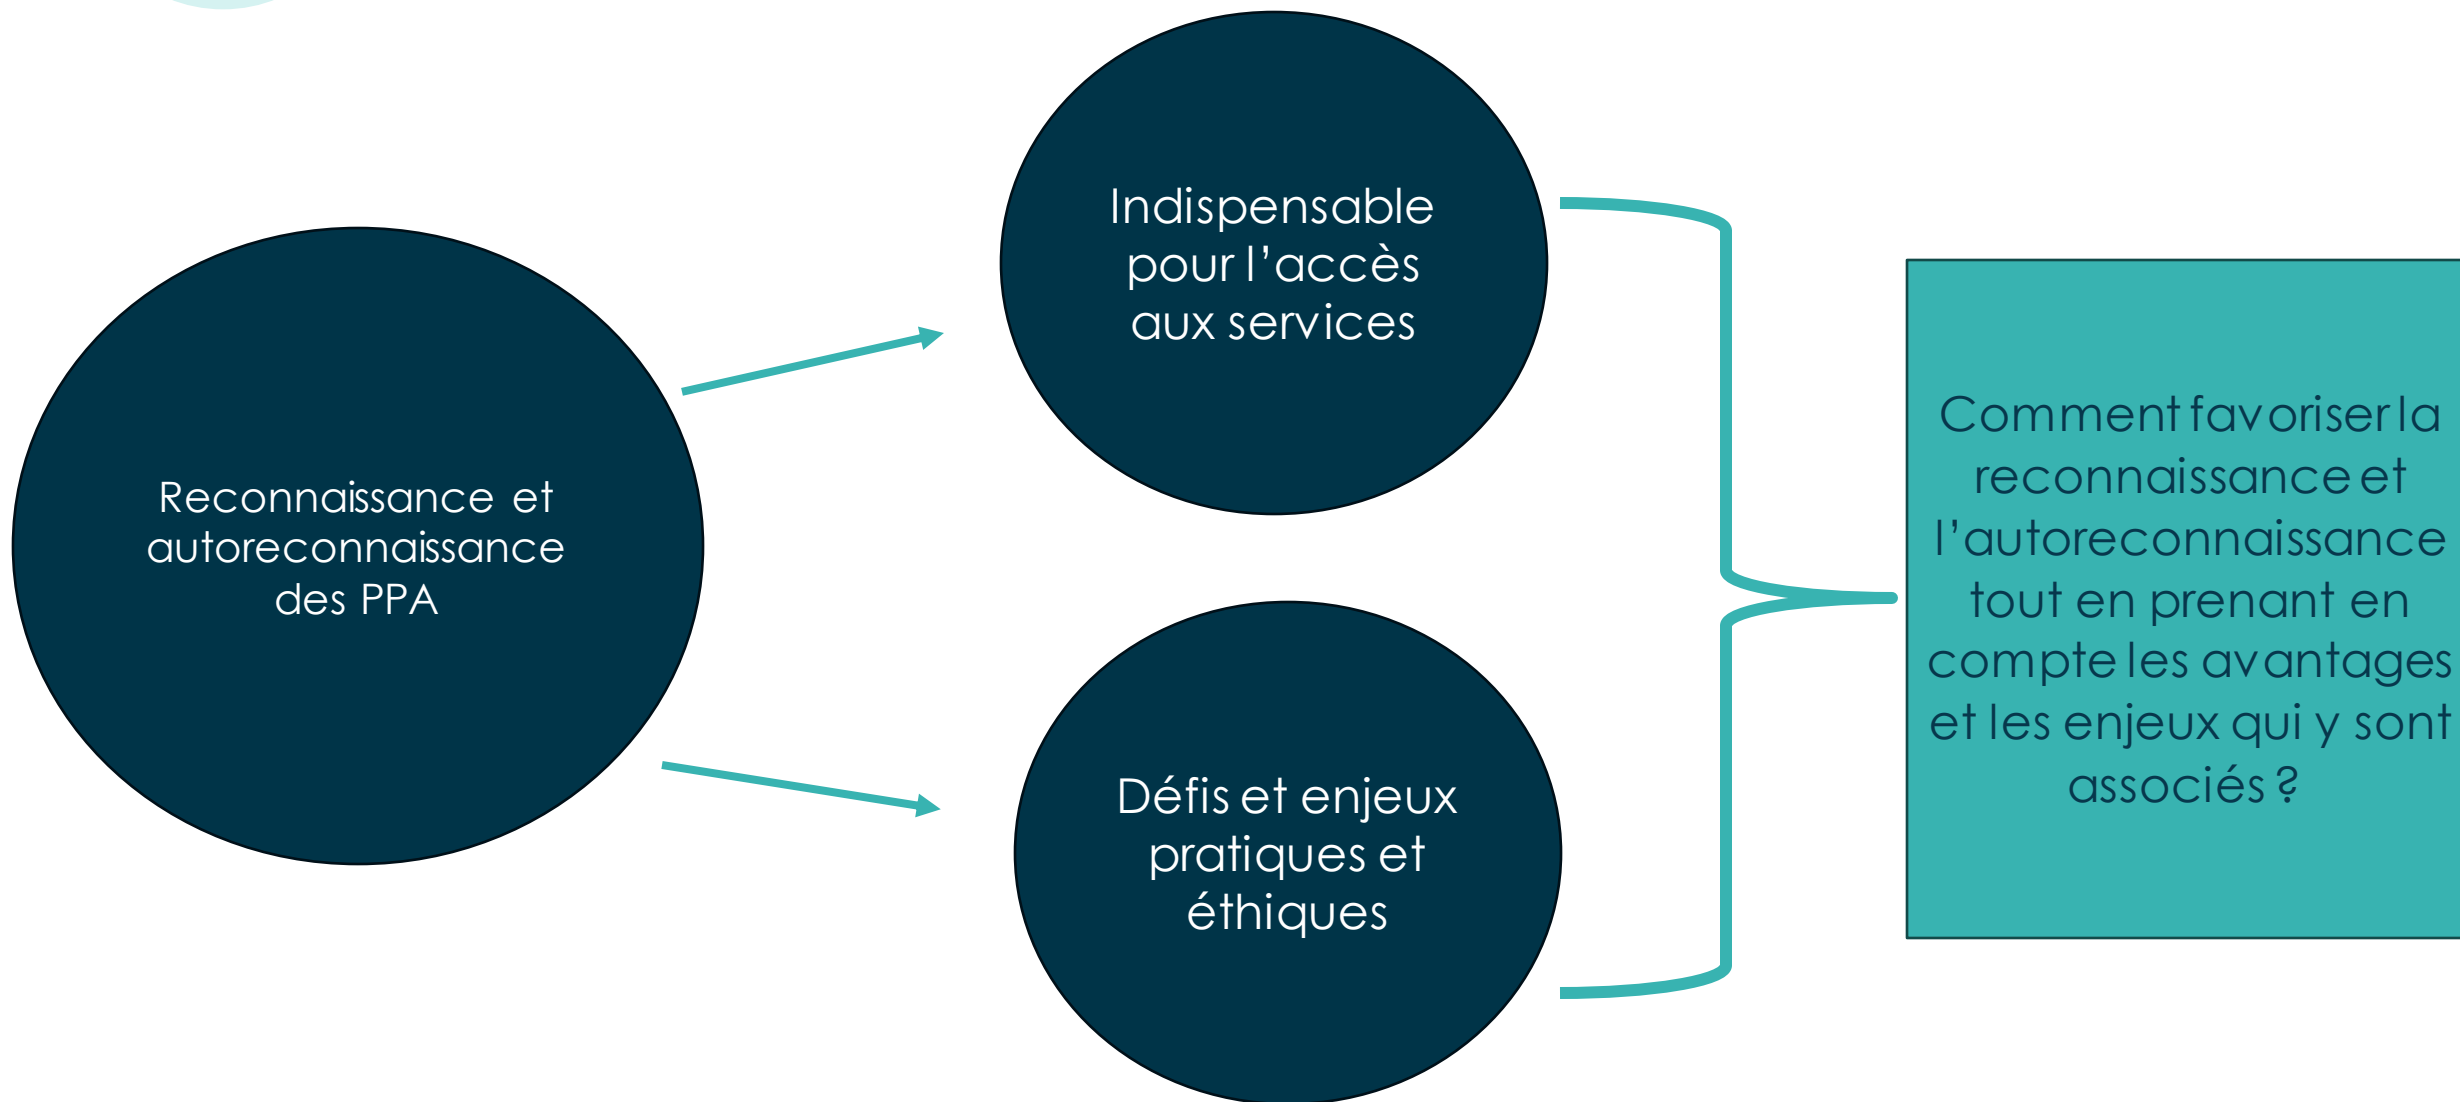 Reconnaissance et
autoreconnaissance
des PPA
Indispensable
pour l’accès
aux services
Défis et enjeux
pratiques et
éthiques
Comment favoriser la
reconnaissance et
l’autoreconnaissance
tout en prenant en
compte les avantages
et les enjeux qui y sont
associés ?